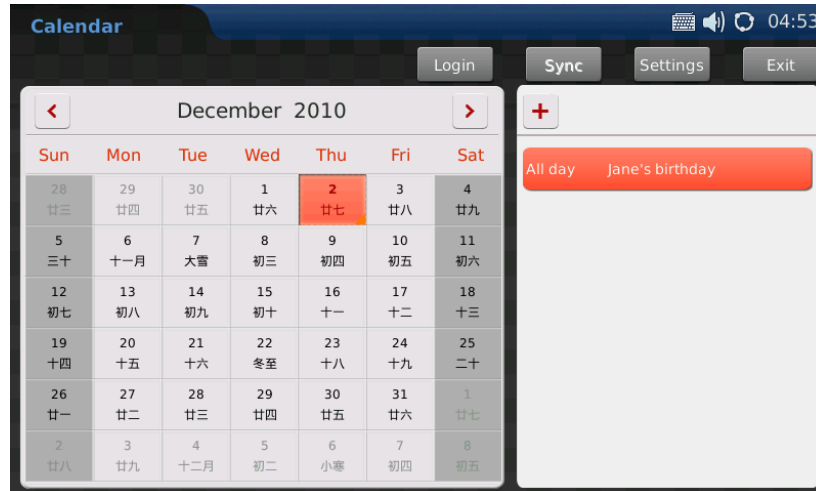 Calendar
04:53
Login Sync Settings Exit
December 2010
Sun Mon Tue Wed Thu Fri Sat
28 29 30 1 2 3 4
廿三 廿四 廿五 廿六 廿七 廿八 廿九
5 6 7 8 9 10 11
三十 十一月 大雪 初三 初四 初五 初六
12 13 14 15 16 17 18
初七 初八 初九 初十 十一 十二 十三
19 20 21 22 23 24 25
十四 十五 十六 冬至 十八 十九 二十
26 27 28 29 30 31 1
廿一 廿二 廿三 廿四 廿五 廿六 廿七
2 3 4 5 6 7 8
廿八 廿九 十二月 初二 小寒 初四 初五
All day Jane's birthday